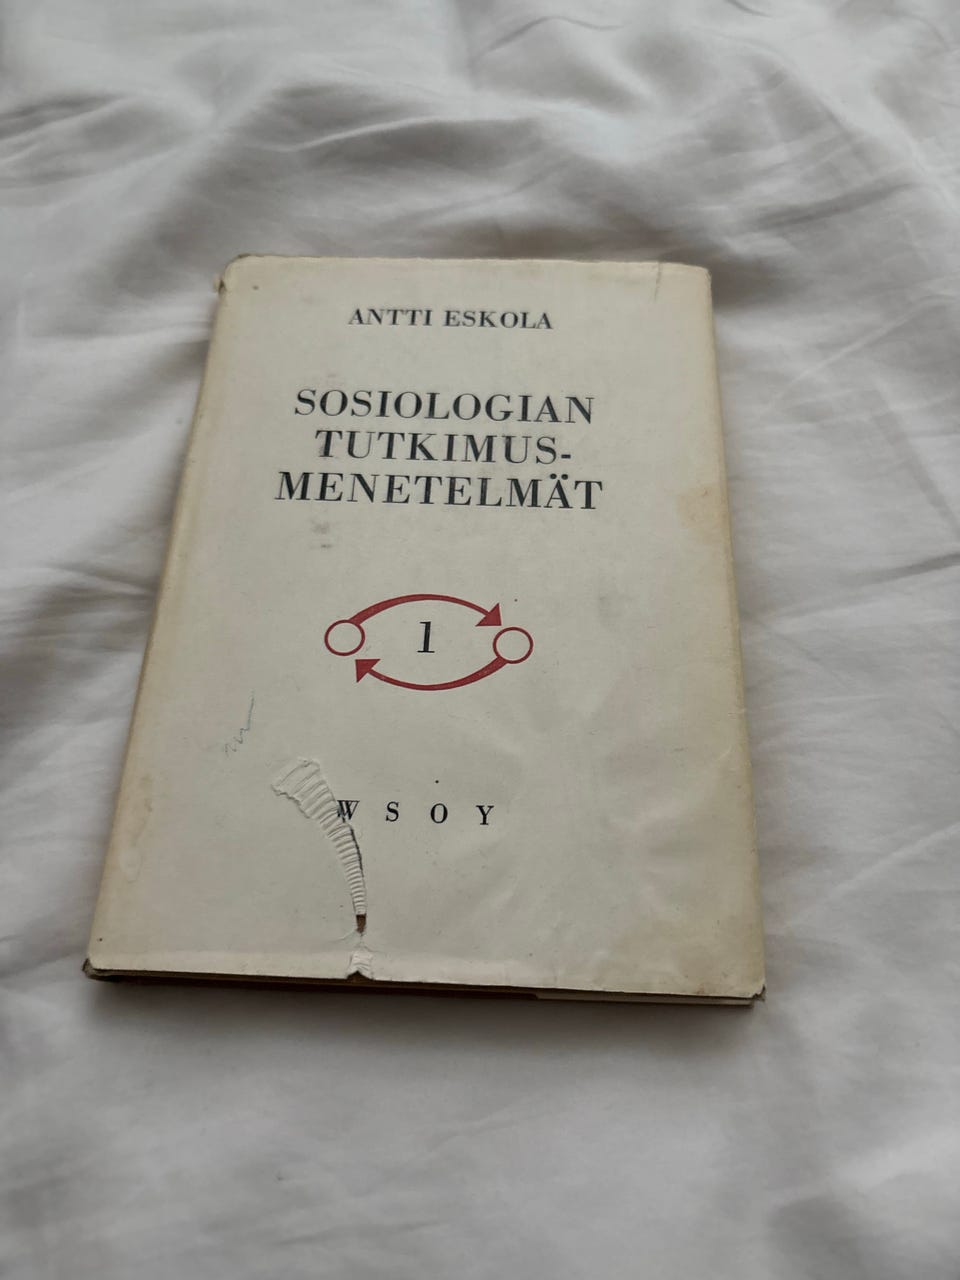 ANTTI ESKOLA
SOSIOLOGIAN
TUTKIMUS-
MENETELMÄT
1
WSOY